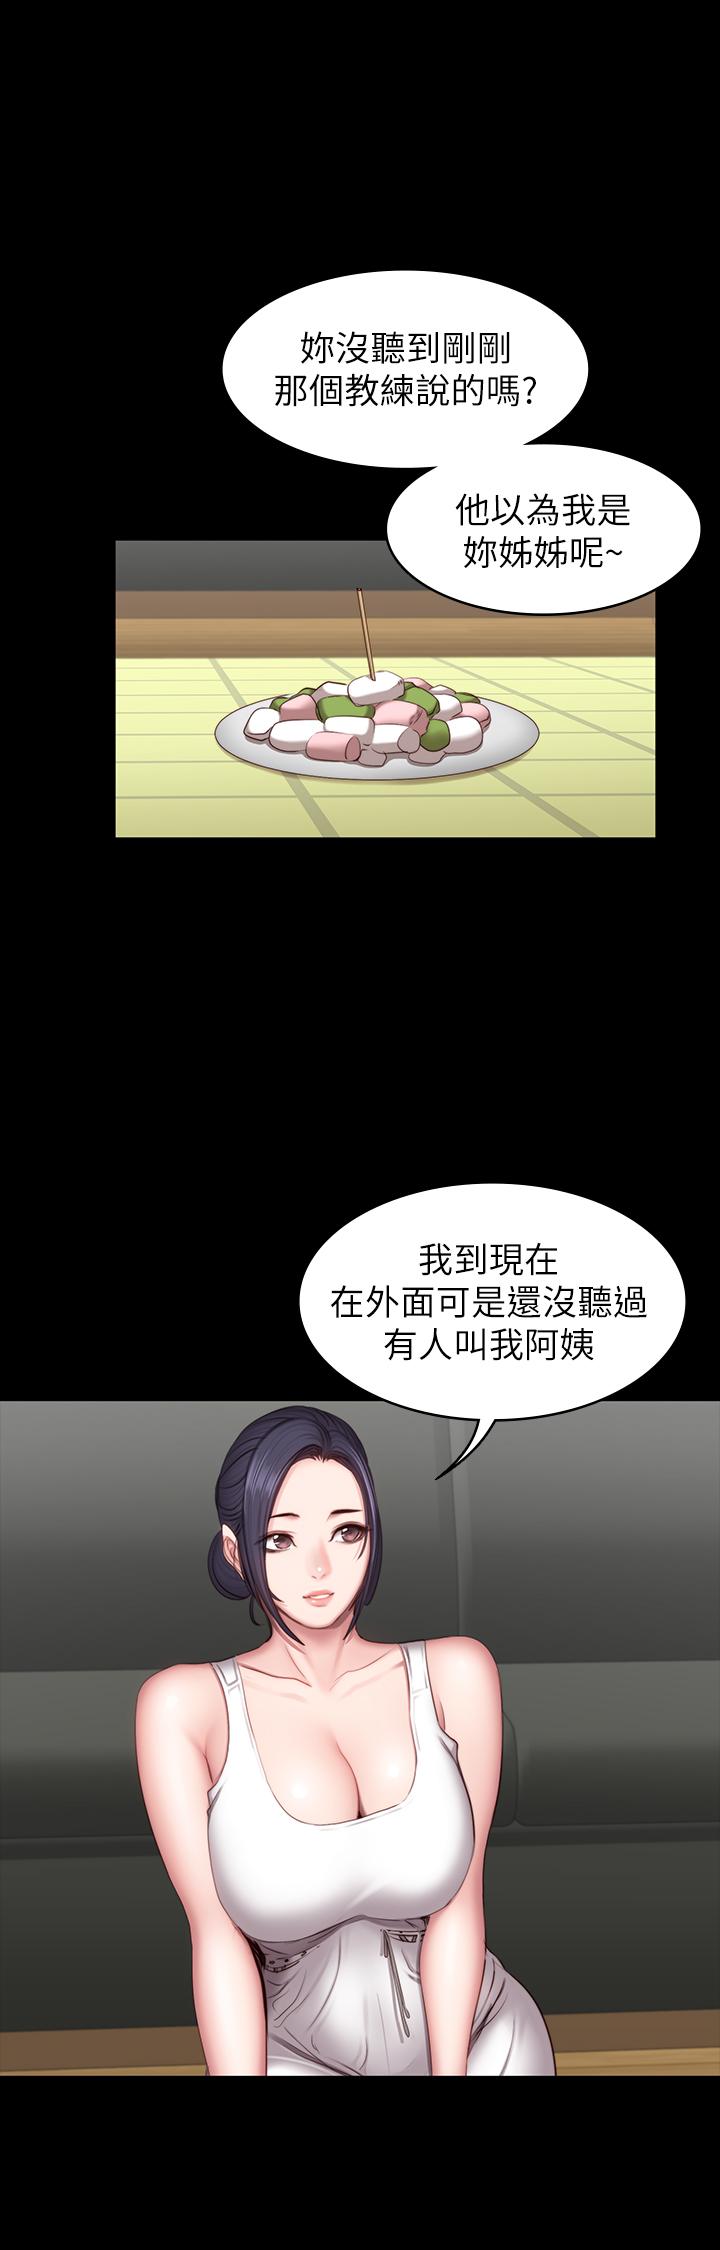 妳沒聽到剛剛
那個教練說的嗎?
他以為我是
妳姊姊呢~
我到現在
在外面可是還沒聽過
有人叫我阿姨